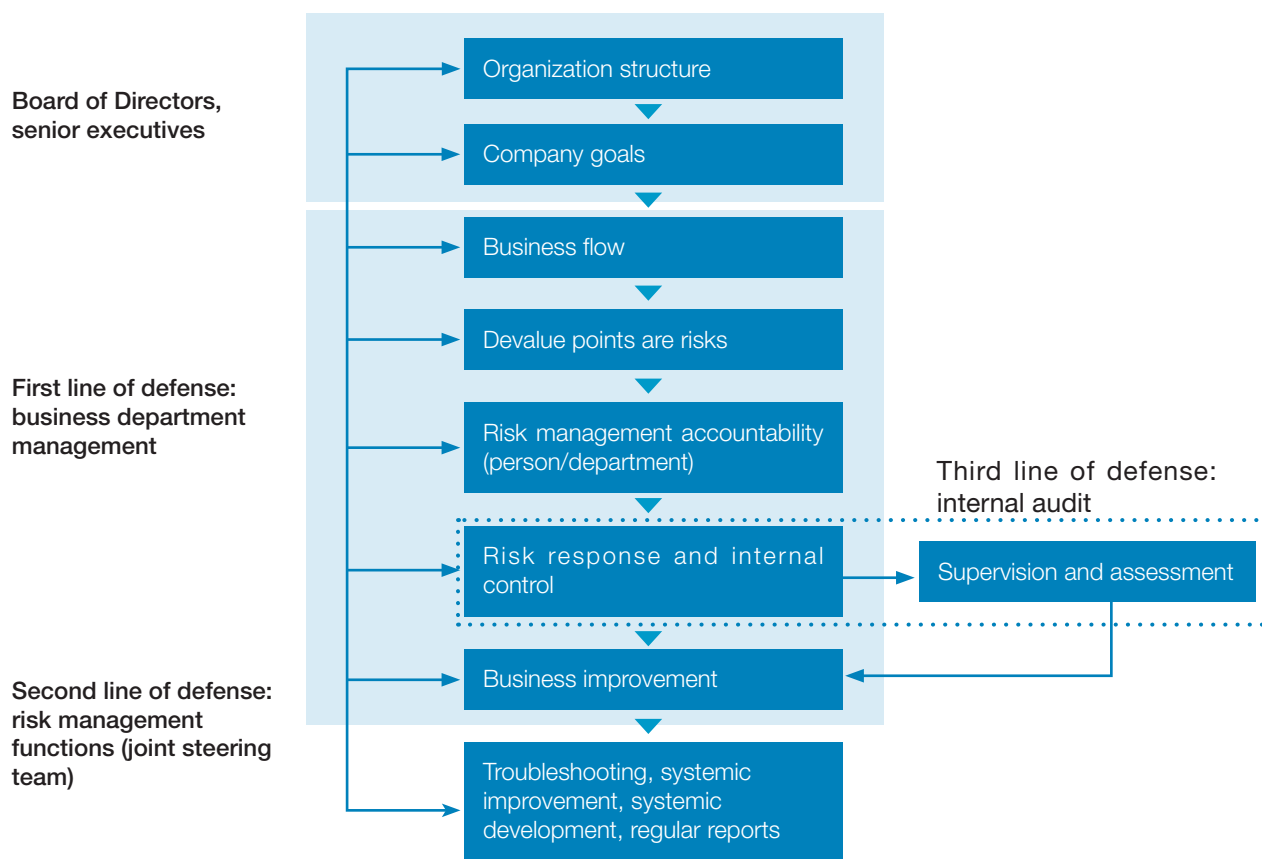 Board of Directors,
senior executives
Organization structure
Company goals
First line of defense:
business department
management
Business flow
Devalue points are risks
Risk management accountability
(person/department)
Risk response and internal
control
Third line of defense:
internal audit
Supervision and assessment
Second line of defense:
risk management
functions (joint steering
team)
Business improvement
Troubleshooting, systemic
improvement, systemic
development, regular reports